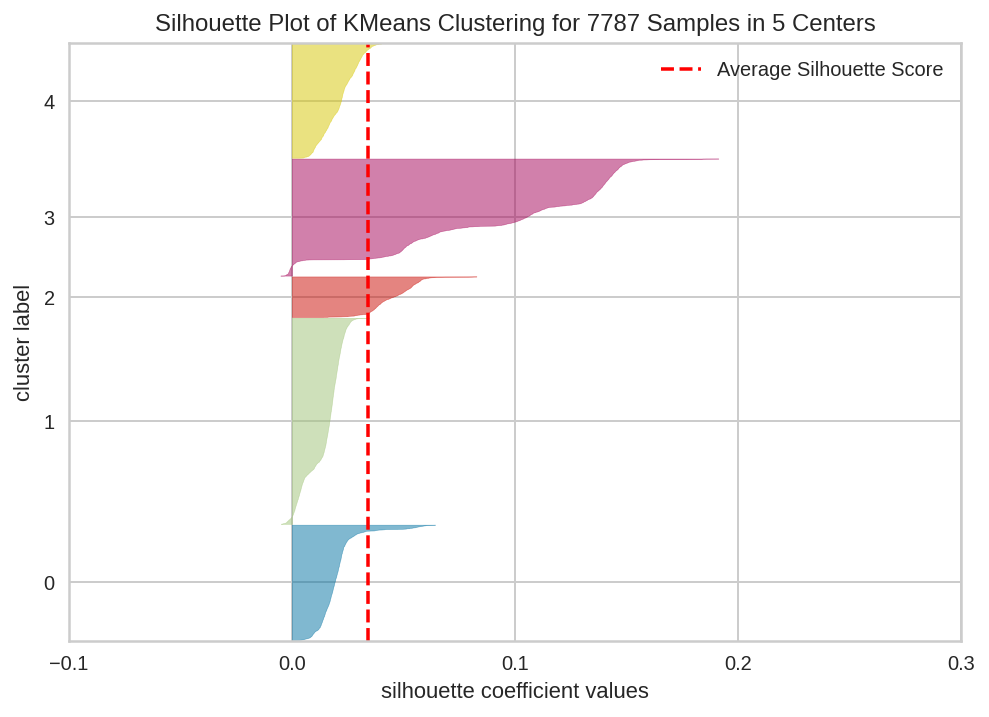 Silhouette Plot of KMeans Clustering for 7787 Samples in 5 Centers
Average Silhouette Score
4
3
2
1
0
cluster label
−0.1
0.0
0.1
0.2
0.3
silhouette coefficient values